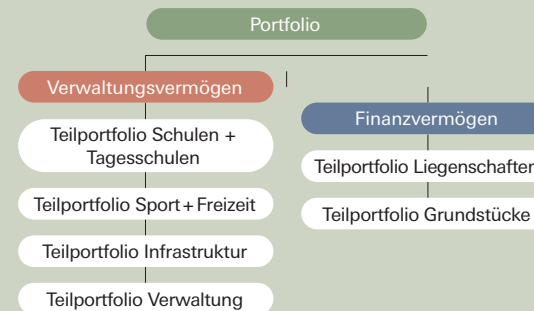 Portfolio
Verwaltungsvermögen
Teilportfolio Schulen +
Tagesschulen
Teilportfolio Sport + Freizeit
Teilportfolio Infrastruktur
Teilportfolio Verwaltung
Finanzvermögen
Teilportfolio Liegenschaften
Teilportfolio Grundstücke